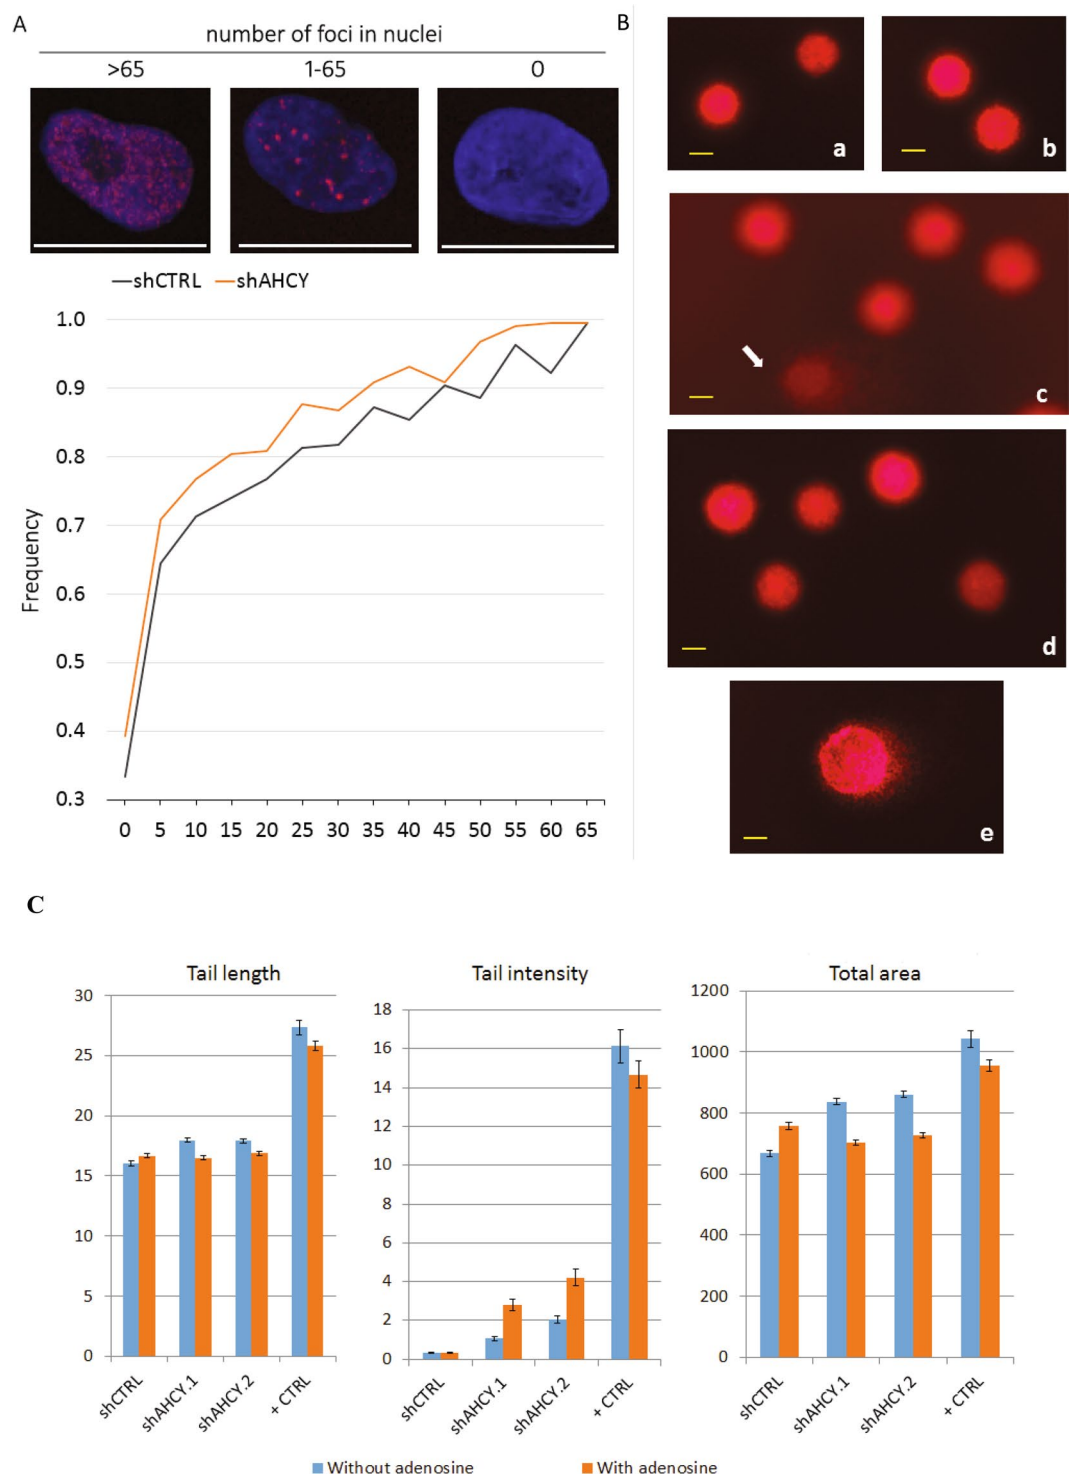 A
number of foci in nuclei
>65 1-65 0
shCTRL shAHCY
1.0
0.9
0.8
0.7
0.6
0.5
0.4
0.3
Frequency
0 5 10 15 20 25 30 35 40 45 50 55 60 65
B
a
b
c
d
e
C
Tail length
30
25
20
15
10
5
0
shCTRL shAHCY.1 shAHCY.2 + CTRL
Tail intensity
18
16
14
12
10
8
6
4
2
0
shCTRL shAHCY.1 shAHCY.2 + CTRL
Total area
1200
1000
800
600
400
200
0
shCTRL shAHCY.1 shAHCY.2 + CTRL
Without adenosine With adenosine